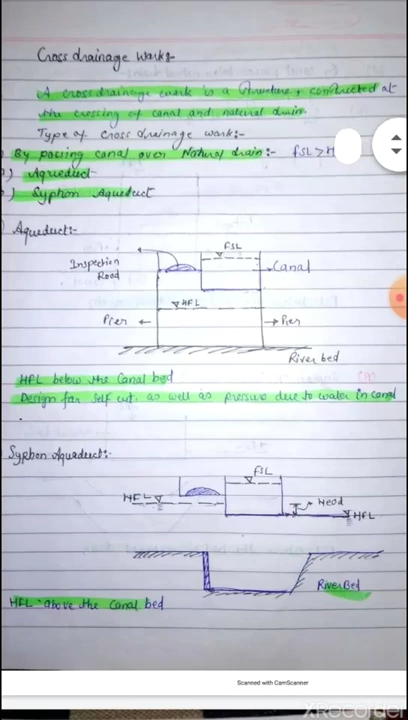 Cross drainage work:-
A cross drainage work is a structure, constructed at
the crossing of canal and natural drain.
Type of cross drainage work:-
By passing canal over Natural drain:- FSL > H
) Aqueduct
) Syphon Aqueduct
Aqueduct:-
FSL
Inspection
Road
Canal
HFL
Pier
Pier
River bed
HFL below the Canal bed
Design for self wt. as well as pressure due to water in canal
Syphon Aqueduct:-
FSL
HFL
Head
HFL
River Bed
HFL above the Canal bed
Scanned with CamScanner
XRecorder